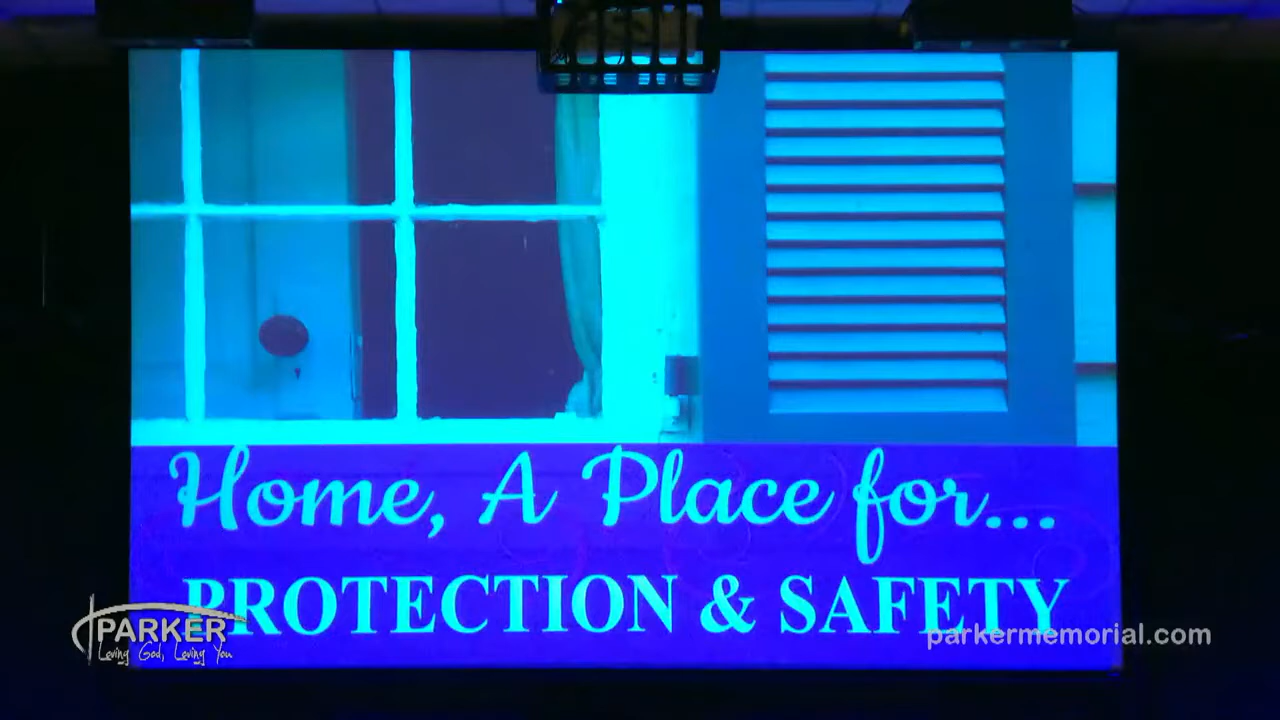 Home, A Place for...
PROTECTION & SAFETY
PARKER
Loving God, Loving You
parkermemorial.com